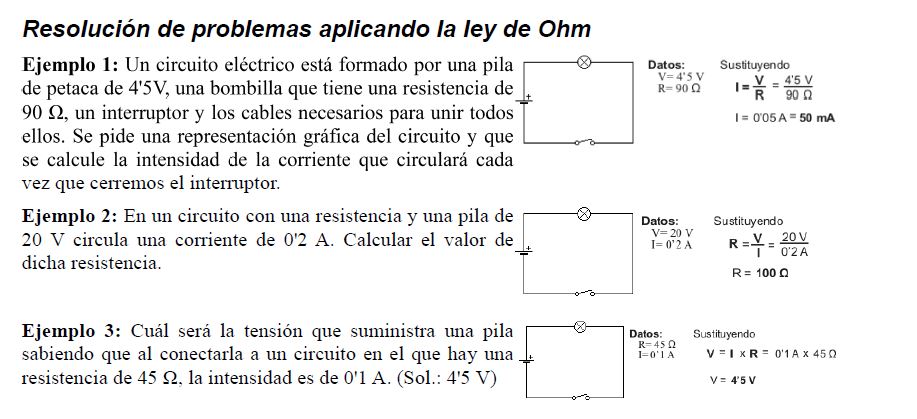 Resolución de problemas aplicando la ley de Ohm
Ejemplo 1: Un circuito eléctrico está formado por una pila
de petaca de 4'5V, una bombilla que tiene una resistencia de
90 Ω, un interruptor y los cables necesarios para unir todos
ellos. Se pide una representación gráfica del circuito y que
se calcule la intensidad de la corriente que circulará cada
vez que cerremos el interruptor.
Datos:
V= 4'5 V
R= 90 Ω
Sustituyendo
I = V/R = 4'5 V/90 Ω
I = 0'05 A = 50 mA
Ejemplo 2: En un circuito con una resistencia y una pila de
20 V circula una corriente de 0'2 A. Calcular el valor de
dicha resistencia.
Datos:
V= 20 V
I= 0'2 A
Sustituyendo
R = V/I = 20 V/0'2 A
R = 100 Ω
Ejemplo 3: Cuál será la tensión que suministra una pila
sabiendo que al conectarla a un circuito en el que hay una
resistencia de 45 Ω, la intensidad es de 0'1 A. (Sol.: 4'5 V)
Datos:
R= 45 Ω
I= 0'1 A
Sustituyendo
V = I x R = 0'1 A x 45 Ω
V = 4'5 V